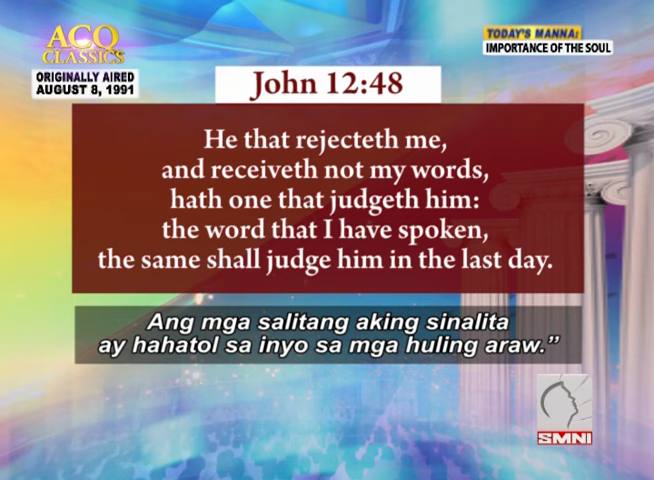 ACQ
CLASSICS
ORIGINALLY AIRED
AUGUST 8, 1991
TODAY'S MANNA:
IMPORTANCE OF THE SOUL
John 12:48
He that rejecteth me,
and receiveth not my words,
hath one that judgeth him:
the word that I have spoken,
the same shall judge him in the last day.
Ang mga salitang aking sinalita
ay hahatol sa inyo sa mga huling araw.”
SMNI